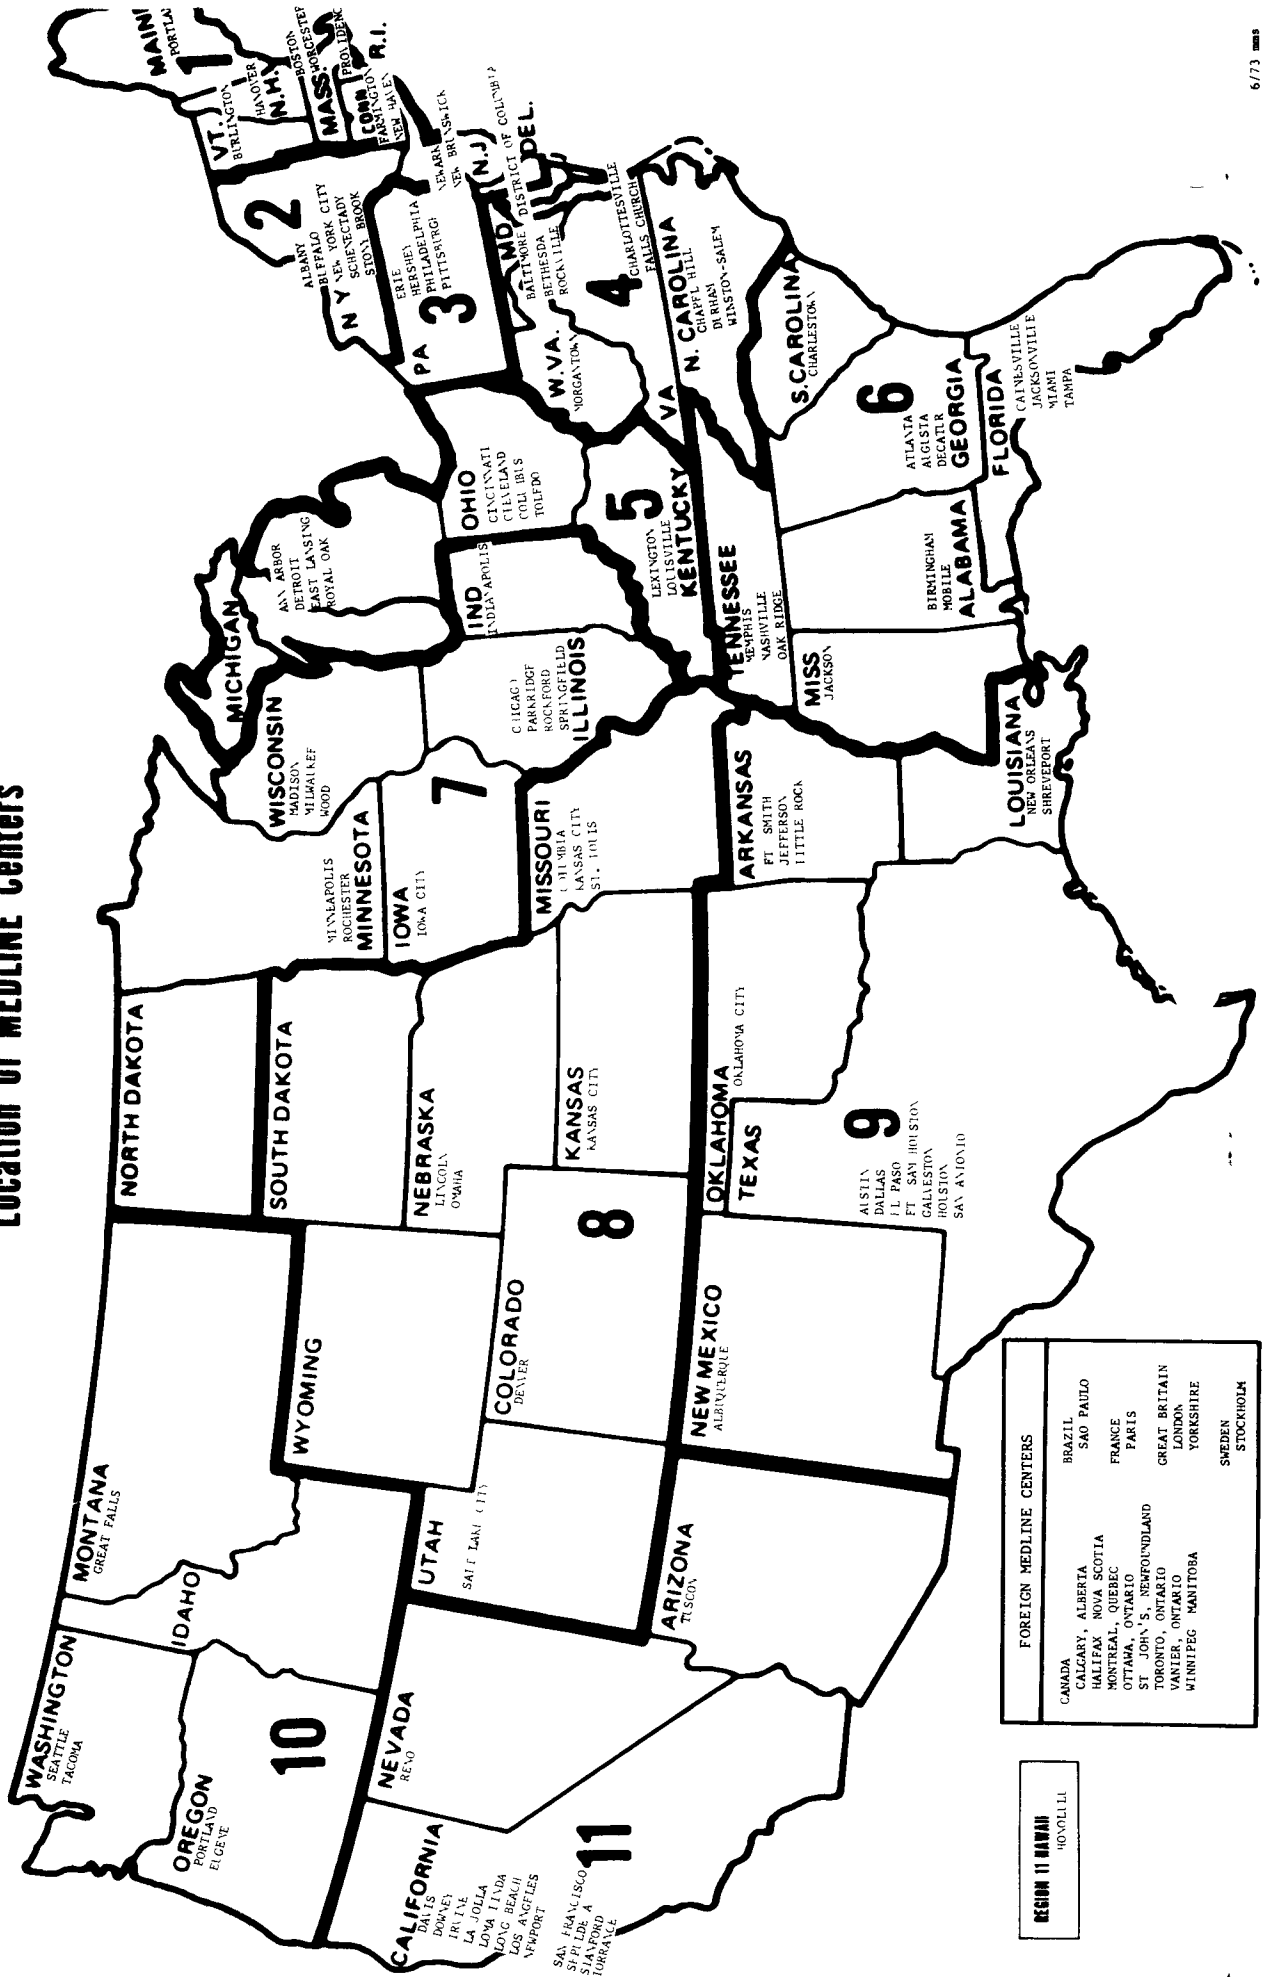 Location of MEDLINE Centers
WASHINGTON
SEATTLE
TACOMA
OREGON
PORTLAND
EUGENE
10
IDAHO
MONTANA
GREAT FALLS
WYOMING
NORTH DAKOTA
SOUTH DAKOTA
NEBRASKA
LINCOLN
OMAHA
KANSAS
KANSAS CITY
COLORADO
DENVER
8
UTAH
SALT LAKE CITY
NEVADA
RENO
CALIFORNIA
DAVIS
DOWNEY
IRVINE
LA JOLLA
LOMA LINDA
LONG BEACH
LOS ANGFLES
NEWPORT
SAN FRANCISCO
STANFORD
TORRANCE
11
ARIZONA
TUSCON
NEW MEXICO
ALBUQUERQUE
OKLAHOMA
OKLAHOMA CITY
TEXAS
9
AUSTIN
DALLAS
EL PASO
FT SAM HOUSTON
GALVESTON
HOUSTON
SAN ANTONIO
MINNEAPOLIS
ROCHESTER
MINNESOTA
IOWA
IOWA CITY
7
WISCONSIN
MADISON
MILWAUKEE
WOOD
MICHIGAN
ANN ARBOR
DETROIT
EAST LANSING
ROYAL OAK
CHICAGO
PARKRIDGE
ROCKFORD
SPRINGFIELD
ILLINOIS
IND
INDIANAPOLIS
MISSOURI
COLUMBIA
KANSAS CITY
ST. LOUIS
ARKANSAS
FT SMITH
JEFFERSON
LITTLE ROCK
LOUISIANA
NEW ORLEANS
SHREVEPORT
OHIO
CINCINNATI
CLEVELAND
COLUMBUS
TOLEDO
5
LEXINGTON
LOUISVILLE
KENTUCKY
TENNESSEE
MEMPHIS
NASHVILLE
OAK RIDGE
MISS
JACKSON
BIRMINGHAM
MOBILE
ALABAMA
6
ATLANTA
AUGUSTA
DECATUR
GEORGIA
FLORIDA
GAINESVILLE
JACKSONVILLE
MIAMI
TAMPA
S.CAROLINA
CHARLESTON
N. CAROLINA
CHAPEL HILL
DURHAM
WINSTON-SALEM
VA
CHARLOTTESVILLE
FALLS CHURCH
4
W.VA.
MORGANTOWN
MD
BALTIMORE
BETHESDA
ROCKVILLE
DISTRICT OF COLUMBIA
DEL.
PA
3
ERIE
HERSHEY
PHILADELPHIA
PITTSBURGH
N.J
NEWARK
NEW BRUNSWICK
2
ALBANY
BUFFALO
NEW YORK CITY
SCHENECTADY
STONY BROOK
N Y
VT.
BURLINGTON
1
MAINE
PORTLAND
HANOVER
N.H.
BOSTON
WORCESTER
MASS.
PROVIDENCE
R.I.
CONN
FARMINGTON
NEW HAVEN
REGION 11 HAWAII
HONOLULU
FOREIGN MEDLINE CENTERS
CANADA
CALGARY, ALBERTA
HALIFAX NOVA SCOTIA
MONTREAL, QUEBEC
OTTAWA, ONTARIO
ST JOHN'S, NEWFOUNDLAND
TORONTO, ONTARIO
VANIER, ONTARIO
WINNIPEG MANITOBA
BRAZIL
SAO PAULO
FRANCE
PARIS
GREAT BRITAIN
LONDON
YORKSHIRE
SWEDEN
STOCKHOLM
6/73 mms